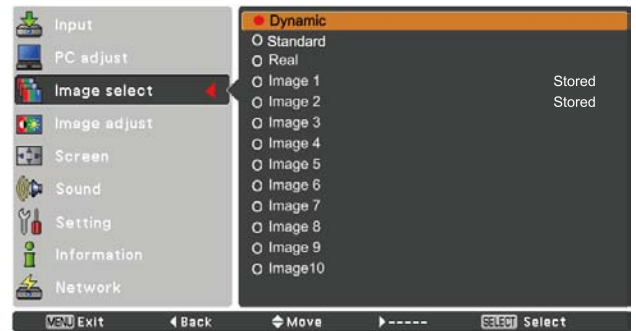 Input
PC adjust
Image select
Image adjust
Screen
Sound
Setting
Information
Network
Dynamic
Standard
Real
Image 1 Stored
Image 2 Stored
Image 3
Image 4
Image 5
Image 6
Image 7
Image 8
Image 9
Image10
MENU Exit Back Move ----- SELECT Select